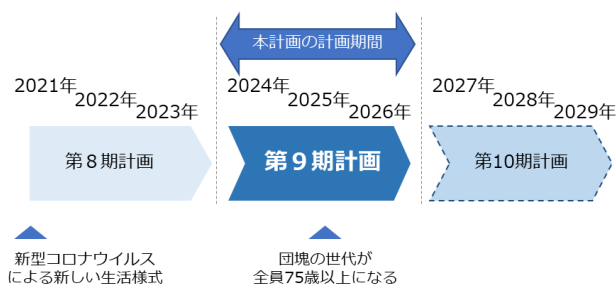 本計画の計画期間
2021年
2022年
2023年
2024年
2025年
2026年
2027年
2028年
2029年
第８期計画
第９期計画
第10期計画
新型コロナウイルス
による新しい生活様式
団塊の世代が
全員75歳以上になる